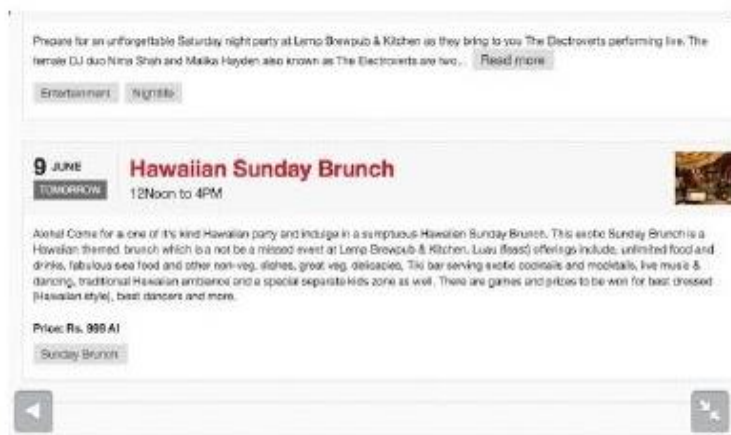 Prepare for an unforgettable Saturday night party at Lemp Brewpub & Kitchen as they bring to you The Electroverts performing live. The
female DJ duo Nima Shah and Malika Hayden also known as The Electroverts are two... Read more
Entertainment Nightlife
9 JUNE
TOMORROW
Hawaiian Sunday Brunch
12Noon to 4PM
Aloha! Come for a one of it's kind Hawaiian party and indulge in a sumptuous Hawaiian Sunday Brunch. This exotic Sunday Brunch is a
Hawaiian themed brunch which is a not be a missed event at Lemp Brewpub & Kitchen. Luau (feast) offerings include, unlimited food and
drinks, fabulous sea food and other non-veg. dishes, great veg. delicacies, Tiki bar serving exotic cocktails and mocktails, live music &
dancing, traditional Hawaiian ambience and a special separate kids zone as well. There are games and prizes to be won for best dressed
(Hawaiian style), best dancers and more.
Price: Rs. 999 AI
Sunday Brunch